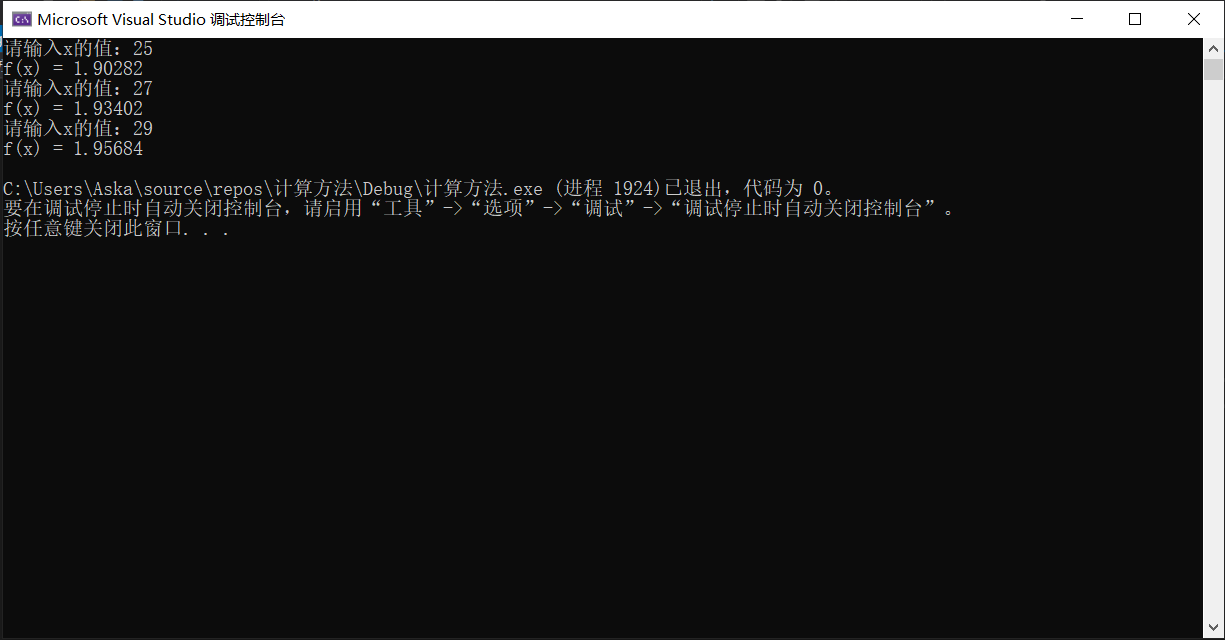 Microsoft Visual Studio 调试控制台
请输入x的值：25
f(x) = 1.90282
请输入x的值：27
f(x) = 1.93402
请输入x的值：29
f(x) = 1.95684
C:\Users\Aska\source\repos\计算方法\Debug\计算方法.exe (进程 1924)已退出，代码为 0。
要在调试停止时自动关闭控制台，请启用“工具”->“选项”->“调试”->“调试停止时自动关闭控制台”。
按任意键关闭此窗口. . .